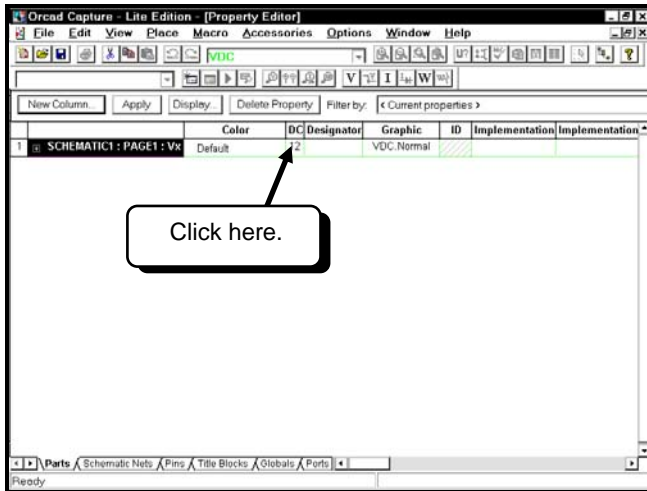 Orcad Capture - Lite Edition - [Property Editor]
File Edit View Place Macro Accessories Options Window Help
VDC
U?
V I W
New Column... Apply Display... Delete Property Filter by: < Current properties >
Color DC Designator Graphic ID Implementation Implementation
1 + SCHEMATIC1 : PAGE1 : Vx Default 12 VDC.Normal
Click here.
Parts Schematic Nets Pins Title Blocks Globals Ports
Ready